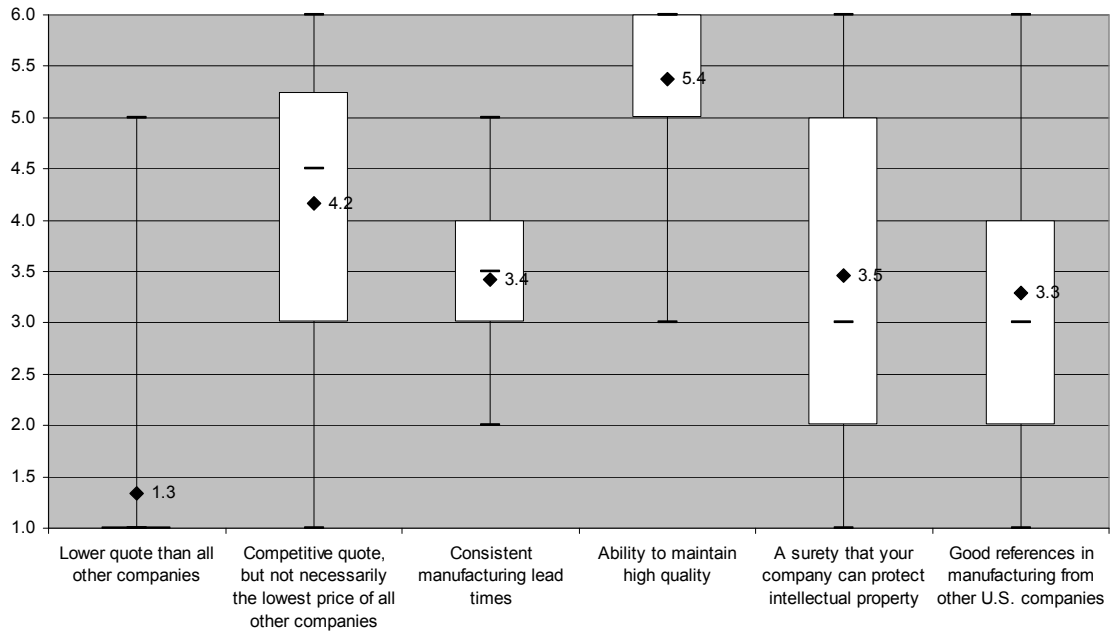 6.0
5.5
5.0
4.5
4.0
3.5
3.0
2.5
2.0
1.5
1.0
1.3
4.2
3.4
5.4
3.5
3.3
Lower quote than all
other companies
Competitive quote,
but not necessarily
the lowest price of all
other companies
Consistent
manufacturing lead
times
Ability to maintain
high quality
A surety that your
company can protect
intellectual property
Good references in
manufacturing from
other U.S. companies